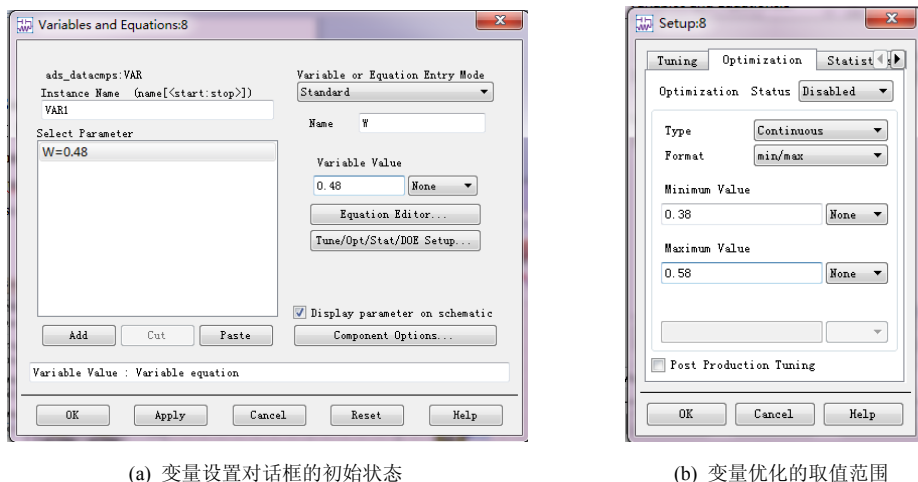 Variables and Equations:8
ads_datacmps:VAR
Instance Name (name[<start:stop>])
VAR1
Select Parameter
W=0.48
Add
Cut
Paste
Variable or Equation Entry Mode
Standard
Name W
Variable Value
0.48 None
Equation Editor...
Tune/Opt/Stat/DOE Setup...
Display parameter on schematic
Component Options...
Variable Value : Variable equation
OK Apply Cancel Reset Help
(a) 变量设置对话框的初始状态
Setup:8
Tuning Optimization
Optimization Status Disabled
Type Continuous
Format min/max
Minimum Value
0.38 None
Maximum Value
0.58 None
Post Production Tuning
OK Cancel Help
(b) 变量优化的取值范围